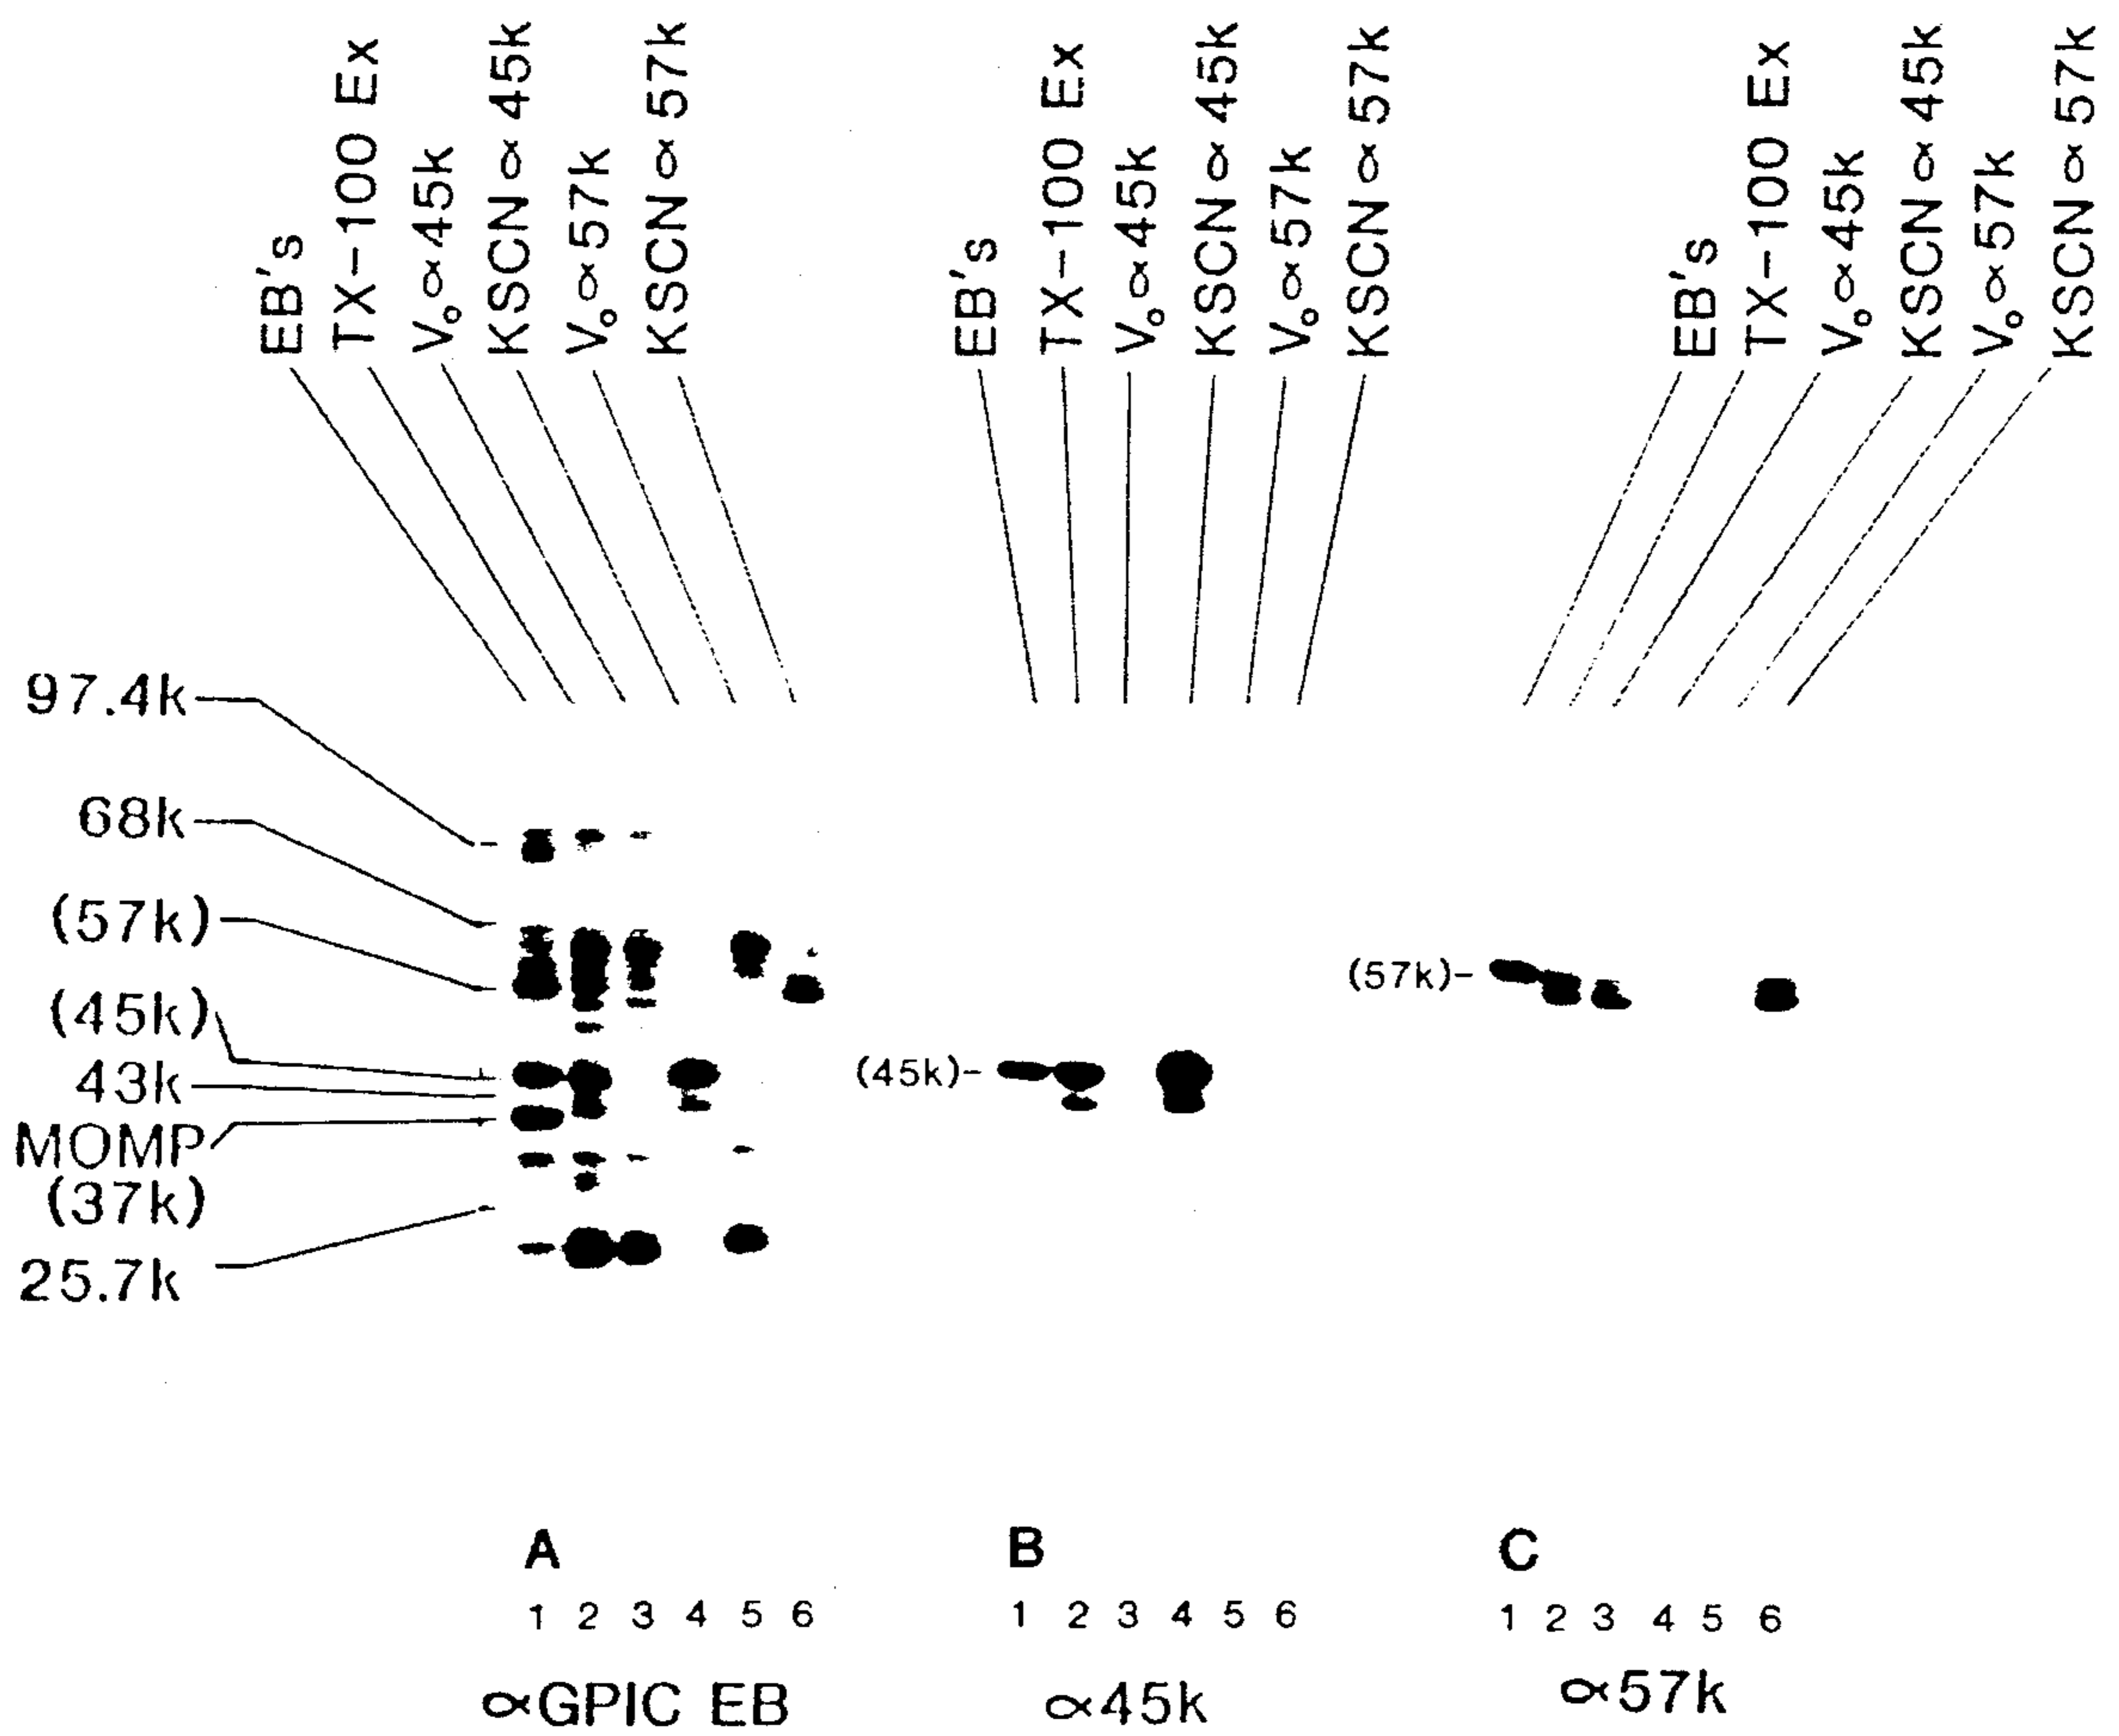 EB's TX-100 Ex V₀∝45k KSCN∝45k V₀∝57k KSCN∝57k
EB's TX-100 Ex V₀∝45k KSCN∝45k V₀∝57k KSCN∝57k
EB's TX-100 Ex V₀∝45k KSCN∝45k V₀∝57k KSCN∝57k
97.4k
68k
(57k)
(45k)
43k
MOMP
(37k)
25.7k
(45k)-
(57k)-
A
1 2 3 4 5 6
∝GPIC EB
B
1 2 3 4 5 6
∝45k
C
1 2 3 4 5 6
∝57k